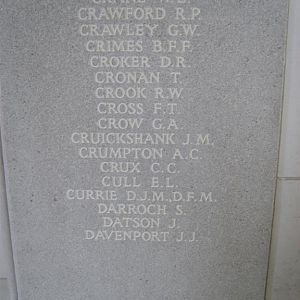 CRAWFORD R.P.
CRAWLEY G.W.
CRIMES B.F.F.
CROKER D.R.
CRONAN T.
CROOK R.W.
CROSS F.T.
CROW G.A.
CRUICKSHANK J.M.
CRUMPTON A.C.
CRUX C.C.
CULL E.L.
CURRIE D.J.M., D.F.M.
DARROCH S.
DATSON J.
DAVENPORT J.J.